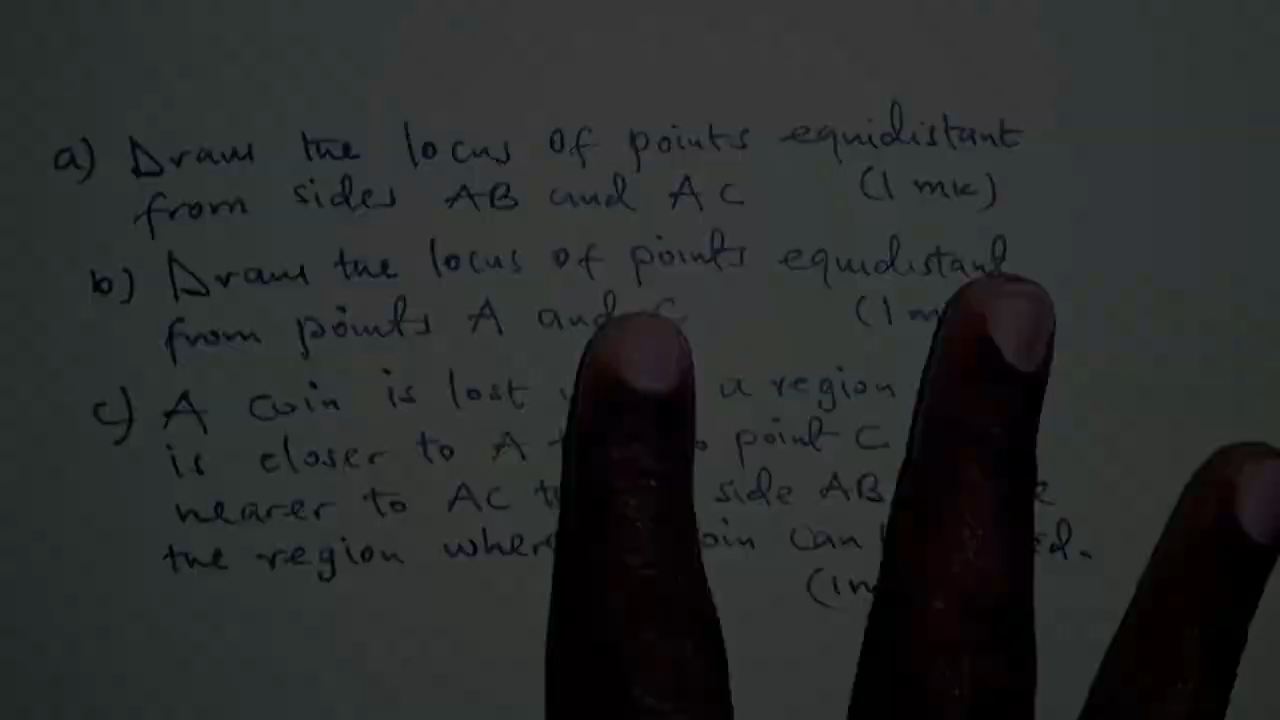 a) Draw the locus of points equidistant
from sides AB and AC (1 mk)
b) Draw the locus of points equidistant
from points A and C (1 m
c) A coin is lost a region
is closer to A point C
nearer to AC side AB
the region where can
(1m